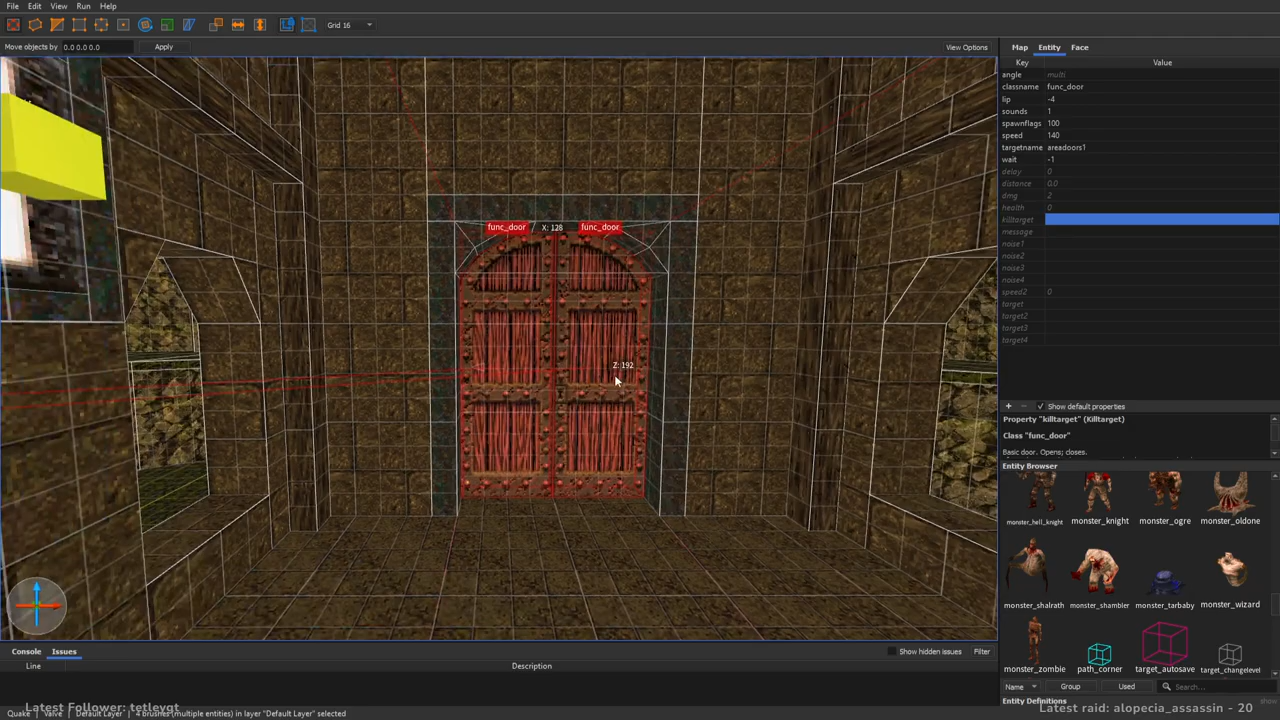 File Edit View Run Help
Grid 16
Move objects by 0.0 0.0 0.0 Apply View Options
Map Entity Face
Key Value
angle multi
classname func_door
lip -4
sounds 1
spawnflags 100
speed 140
targetname areadoors1
wait -1
delay 0
distance 0.0
dmg 2
health 0
killtarget
message
noise1
noise2
noise3
noise4
speed2 0
target
target2
target3
target4
func_door X: 128 func_door
Z: 192
+ - Show default properties
Property "killtarget" (Killtarget)
Class "func_door"
Basic door. Opens; closes.
Entity Browser
monster_hell_knight monster_knight monster_ogre monster_oldone
monster_shalrath monster_shambler monster_tarbaby monster_wizard
monster_zombie path_corner target_autosave target_changelevel
Name Group Used Search...
Entity Definitions show
Console Issues Show hidden issues Filter
Line Description
Latest Follower: tetleygt
Latest raid: alopecia_assassin - 20
Quake Valve Default Layer 4 brushes (multiple entities) in layer "Default Layer" selected